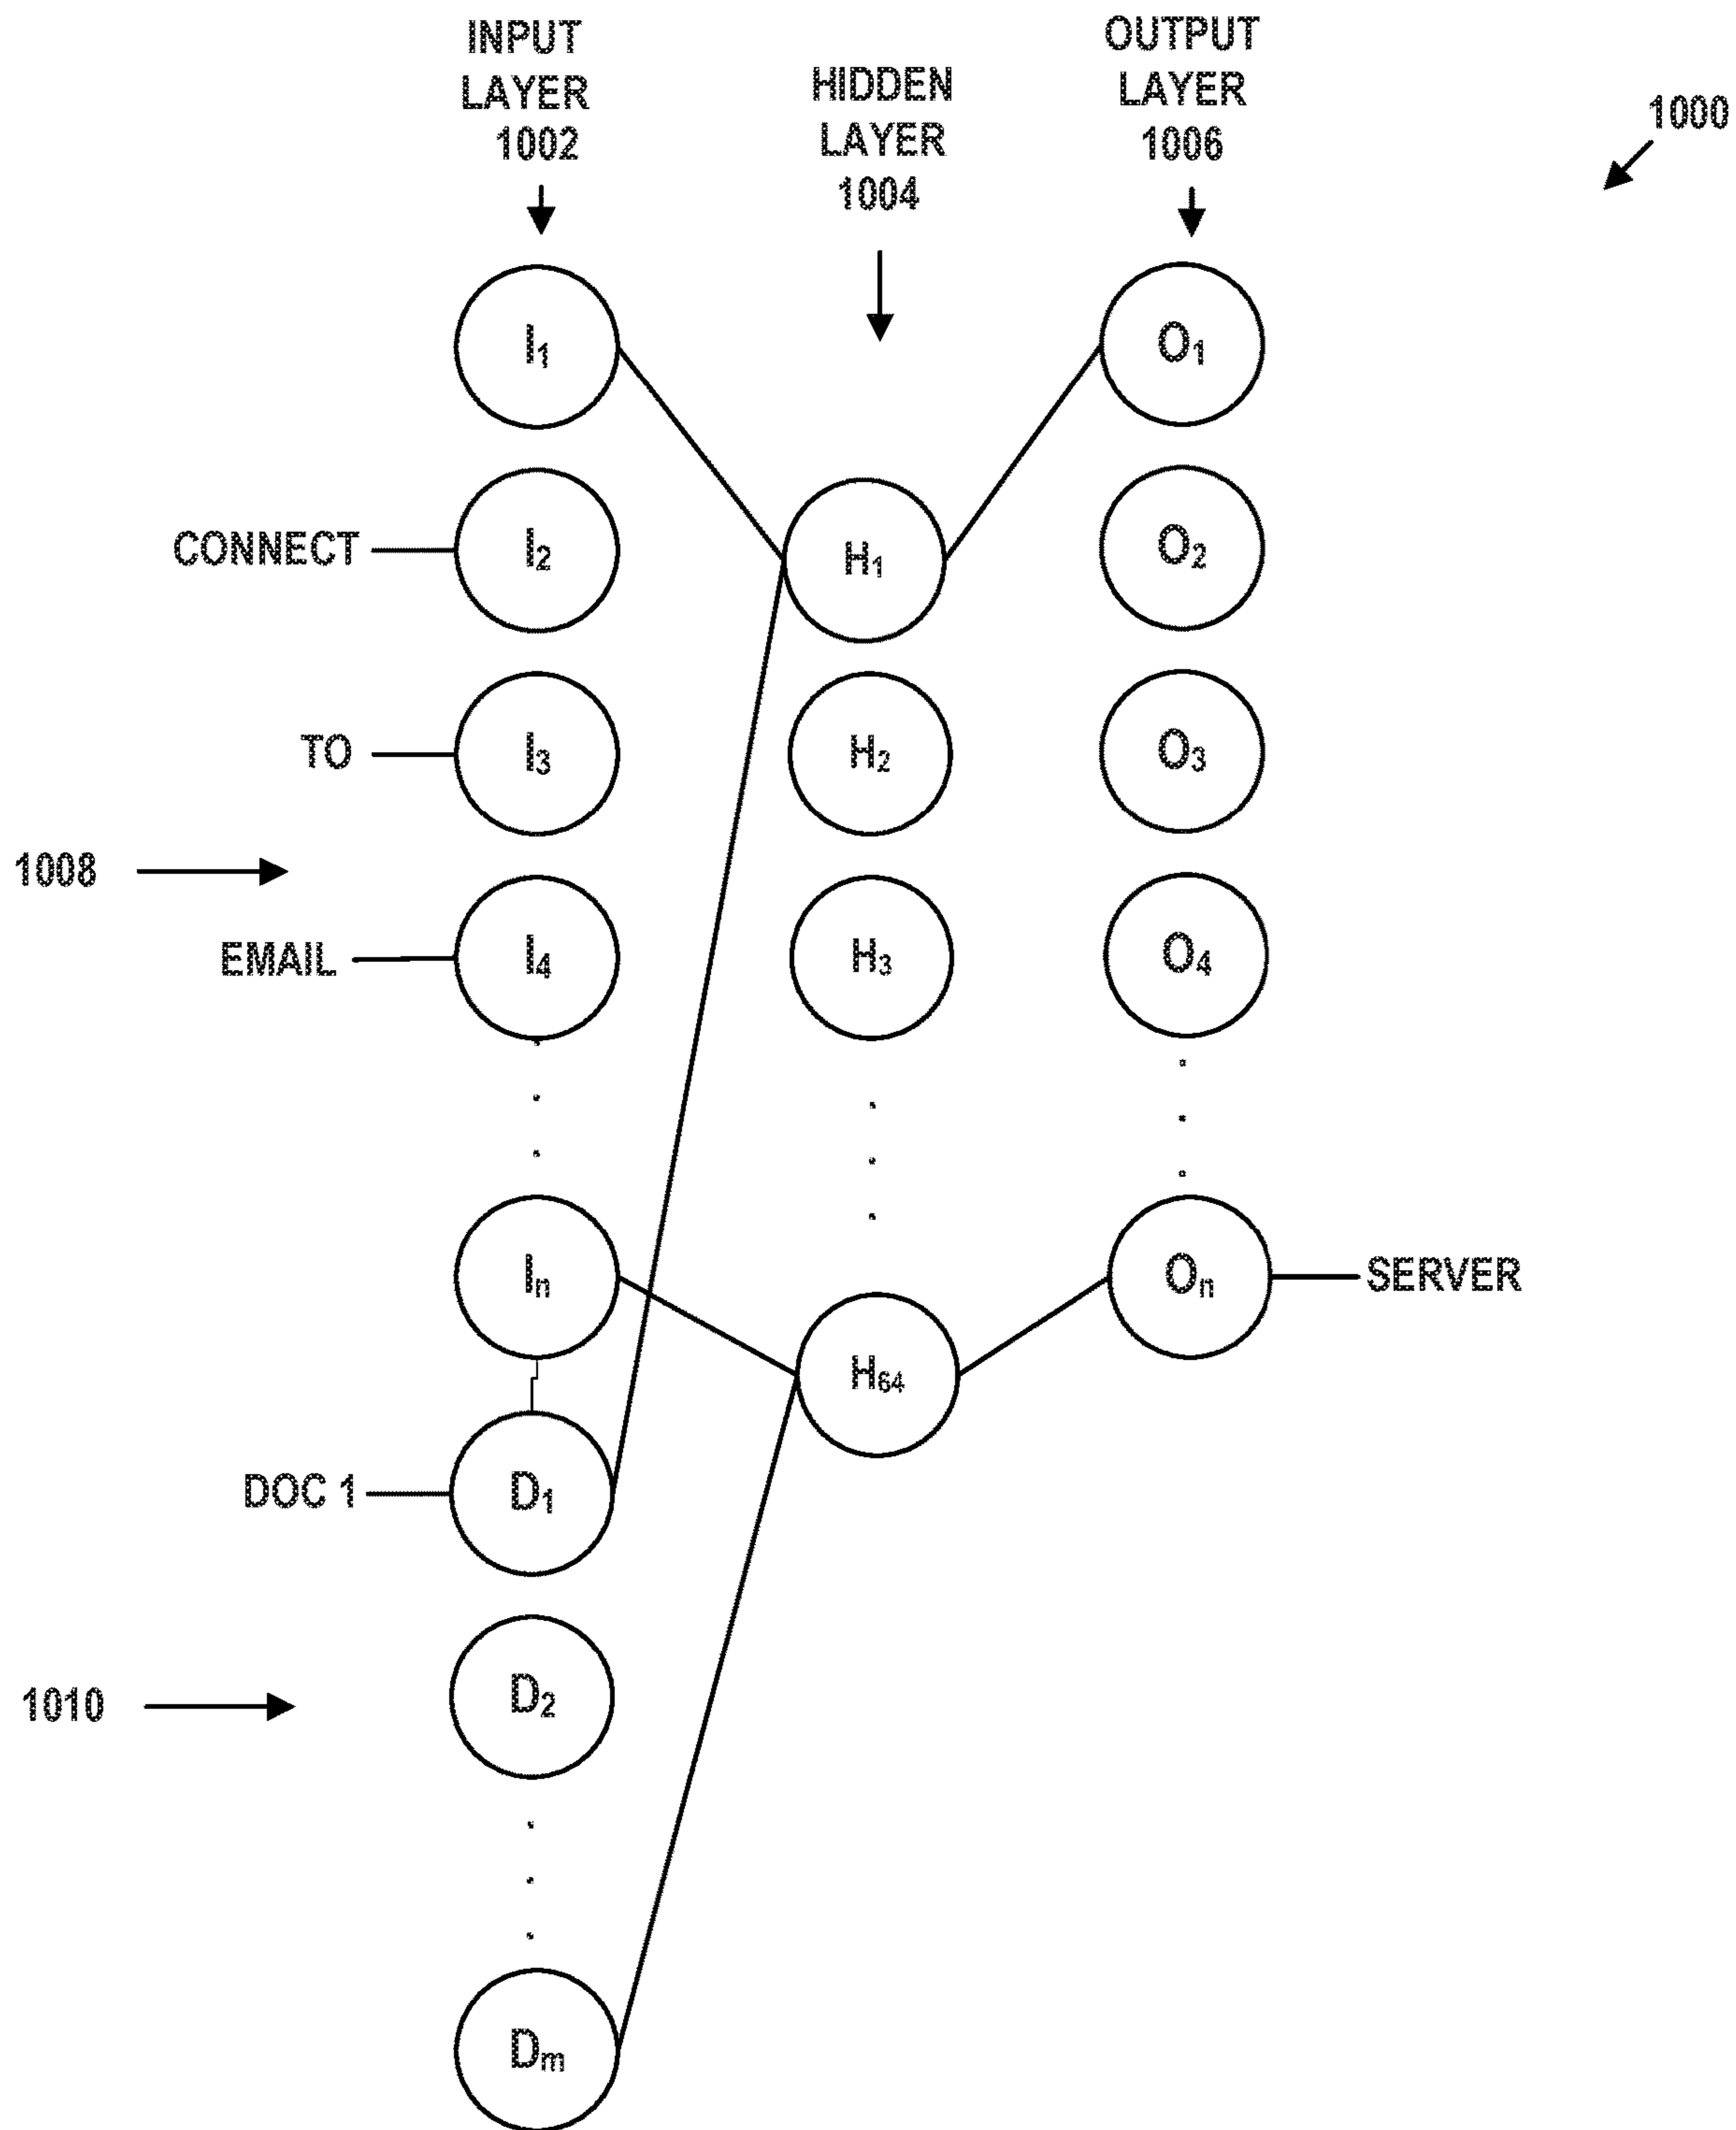 INPUT
LAYER
1002
HIDDEN
LAYER
1004
OUTPUT
LAYER
1006
1000
I1
O1
CONNECT
I2
H1
O2
TO
I3
H2
O3
1008
EMAIL
I4
H3
O4
In
On
SERVER
H64
DOC 1
D1
1010
D2
Dm